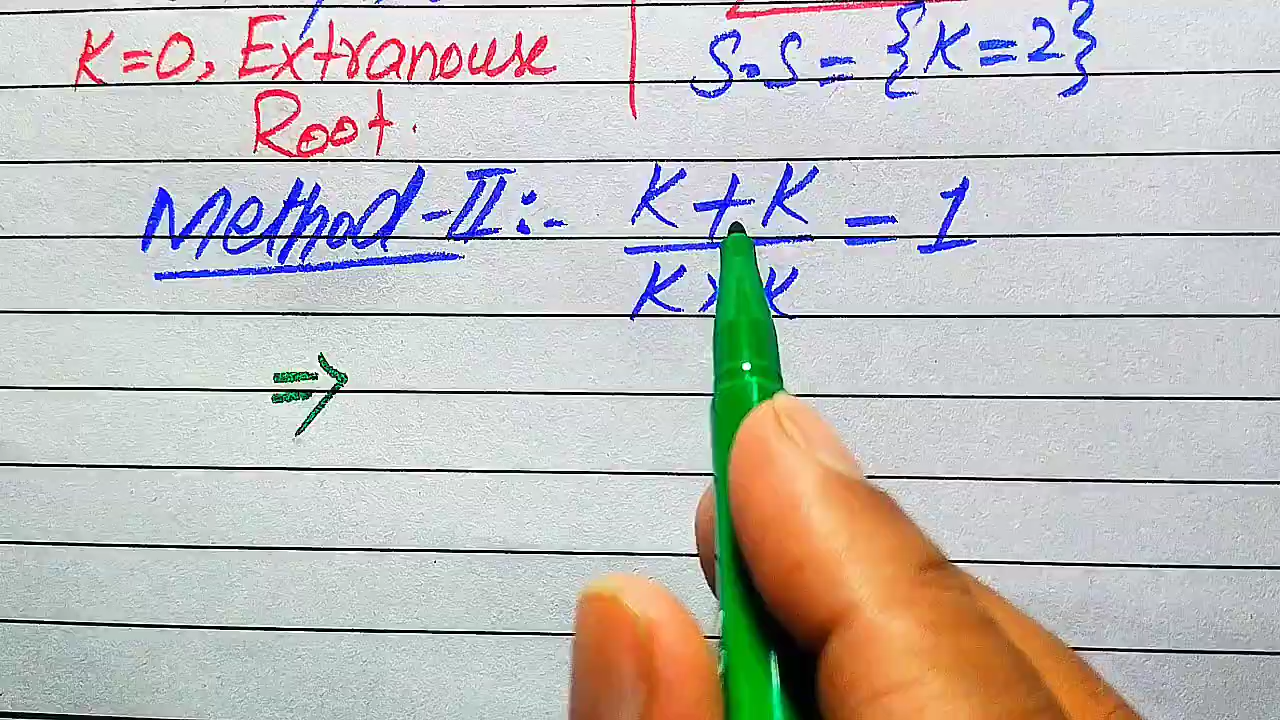 K=0, Extranouse
Root.
S.S = {K=2}
Method-II:- K+K/K×K = 1
⇒